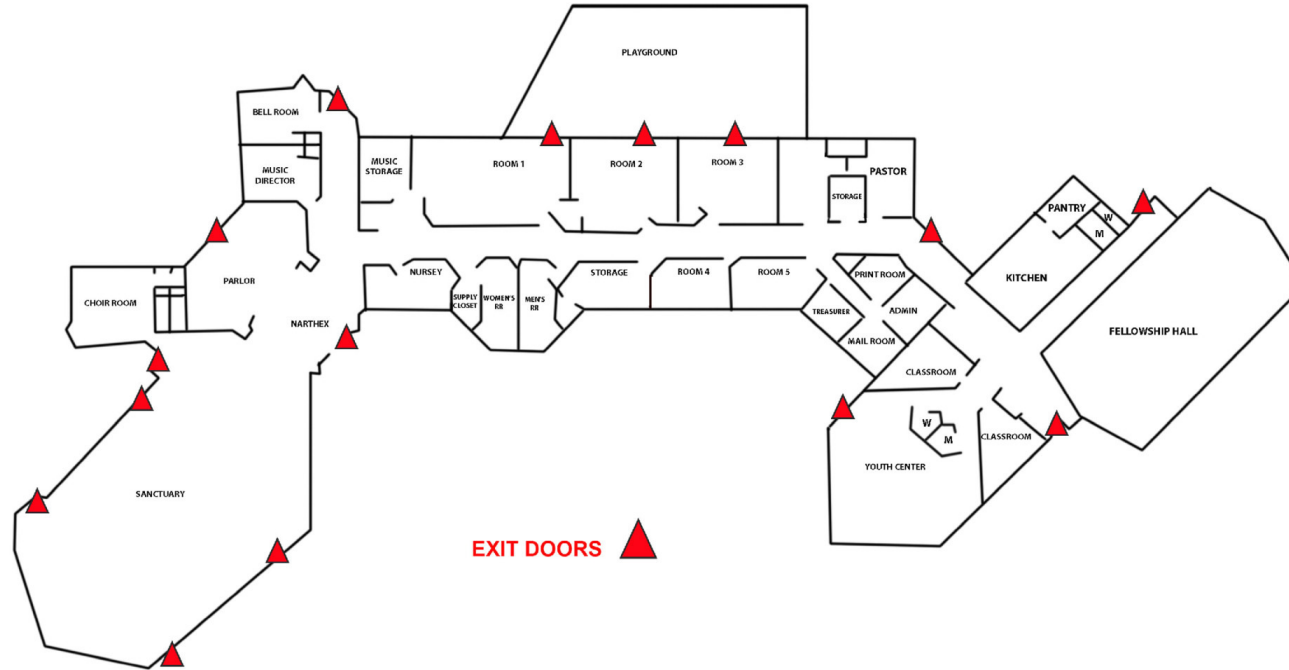 PLAYGROUND
BELL ROOM
MUSIC
DIRECTOR
MUSIC
STORAGE
ROOM 1
ROOM 2
ROOM 3
PASTOR
STORAGE
PANTRY
W
M
KITCHEN
PARLOR
CHOIR ROOM
NARTHEX
NURSEY
SUPPLY
CLOSET
WOMEN'S
RR
MEN'S
RR
STORAGE
ROOM 4
ROOM 5
PRINT ROOM
TREASURER
ADMIN
MAIL ROOM
FELLOWSHIP HALL
CLASSROOM
W
M
CLASSROOM
YOUTH CENTER
SANCTUARY
EXIT DOORS